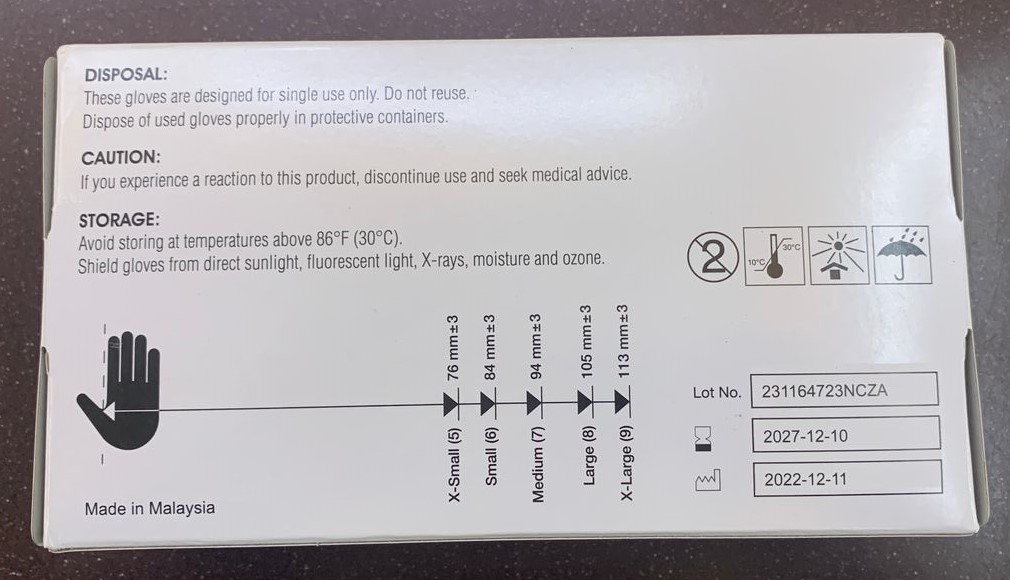 DISPOSAL:
These gloves are designed for single use only. Do not reuse.
Dispose of used gloves properly in protective containers.
CAUTION:
If you experience a reaction to this product, discontinue use and seek medical advice.
STORAGE:
Avoid storing at temperatures above 86°F (30°C).
Shield gloves from direct sunlight, fluorescent light, X-rays, moisture and ozone.
2
30°C
10°C
X-Small (5) 76 mm±3
Small (6) 84 mm±3
Medium (7) 94 mm±3
Large (8) 105 mm±3
X-Large (9) 113 mm±3
Lot No. 231164723NCZA
2027-12-10
2022-12-11
Made in Malaysia